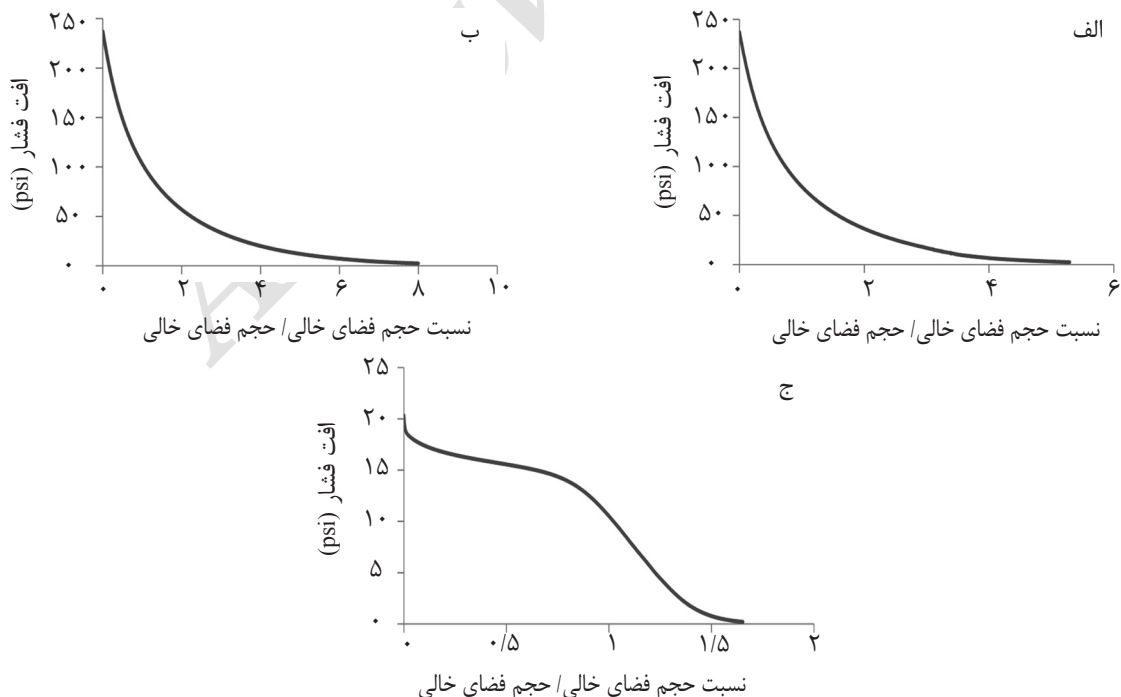 الف
افت فشار (psi)
۲۵۰
۲۰۰
۱۵۰
۱۰۰
۵۰
۰
۰ ۲ ۴ ۶
نسبت حجم فضای خالی/ حجم فضای خالی
ب
افت فشار (psi)
۲۵۰
۲۰۰
۱۵۰
۱۰۰
۵۰
۰
۰ ۲ ۴ ۶ ۸ ۱۰
نسبت حجم فضای خالی/ حجم فضای خالی
ج
افت فشار (psi)
۲۵
۲۰
۱۵
۱۰
۵
۰
۰ ۰/۵ ۱ ۱/۵ ۲
نسبت حجم فضای خالی/ حجم فضای خالی